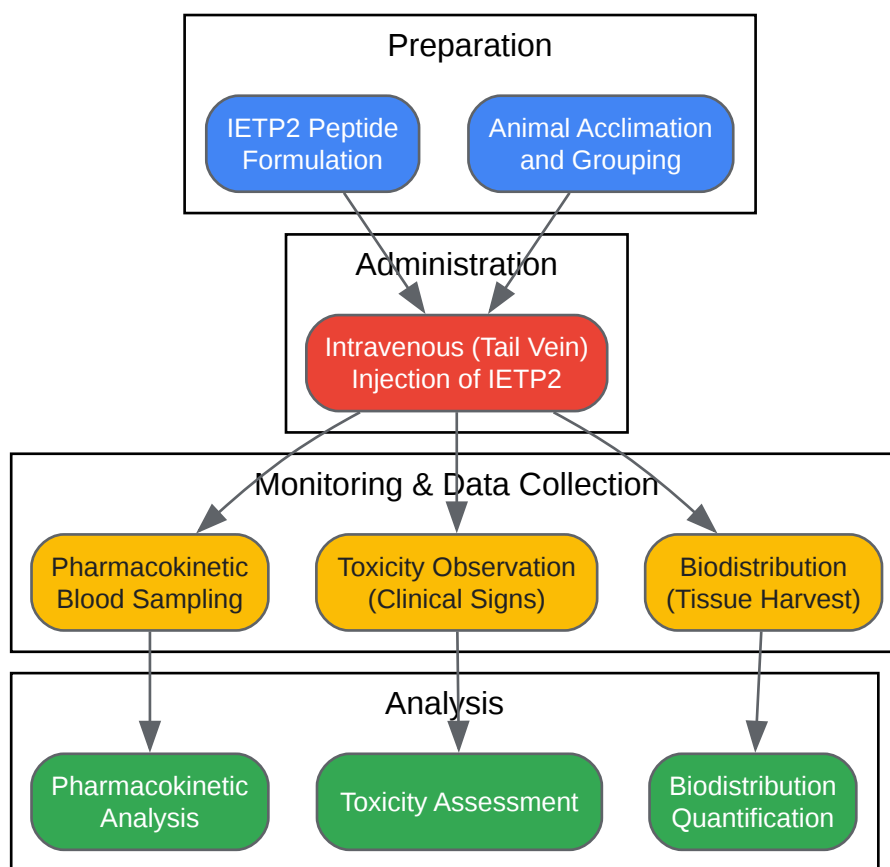 Preparation
IETP2 Peptide
Formulation
Animal Acclimation
and Grouping
Administration
Intravenous (Tail Vein)
Injection of IETP2
Monitoring & Data Collection
Pharmacokinetic
Blood Sampling
Toxicity Observation
(Clinical Signs)
Biodistribution
(Tissue Harvest)
Analysis
Pharmacokinetic
Analysis
Toxicity Assessment
Biodistribution
Quantification